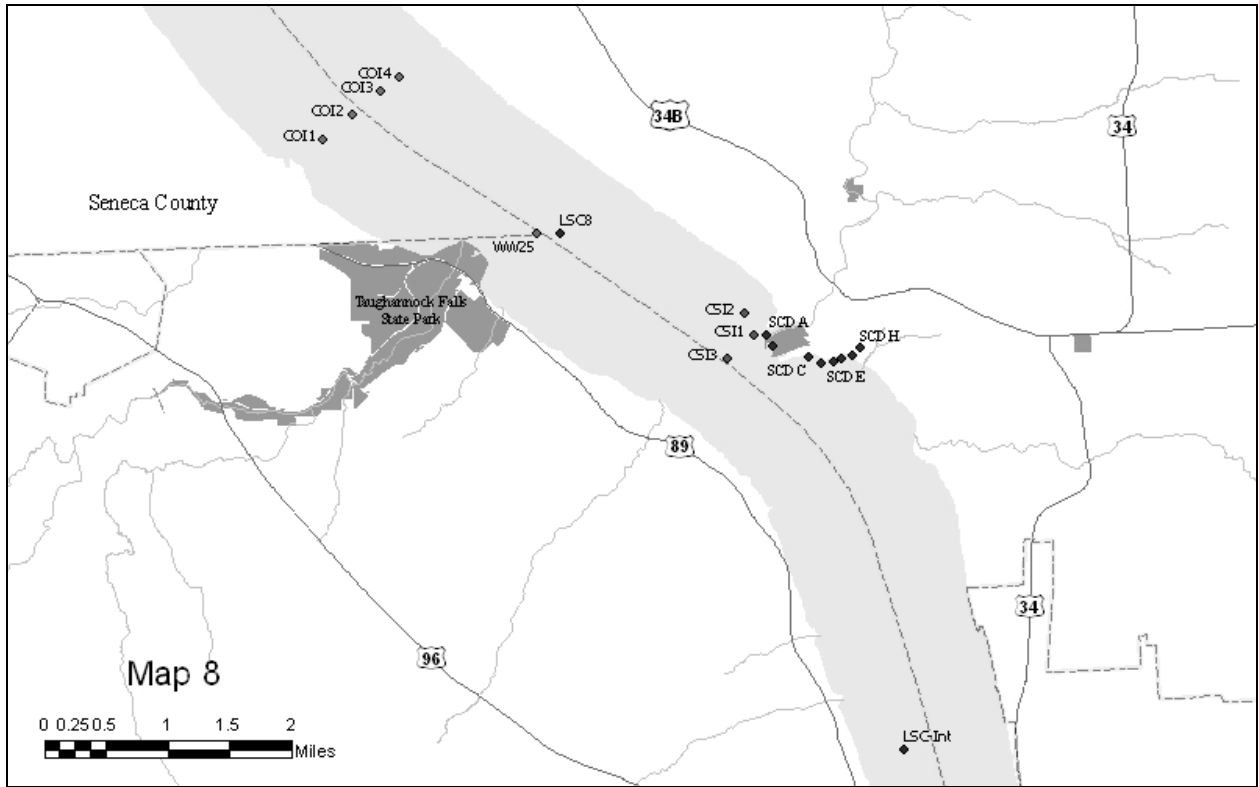 COI4
COI3
COI2
COI1
34B
34
Seneca County
LSC8
WW25
Taughannock Falls
State Park
CSI2
CSI1
SCD A
SCD H
CSI3
SCD C
SCD E
89
34
96
Map 8
0 0.25 0.5 1 1.5 2
Miles
LSC-Int